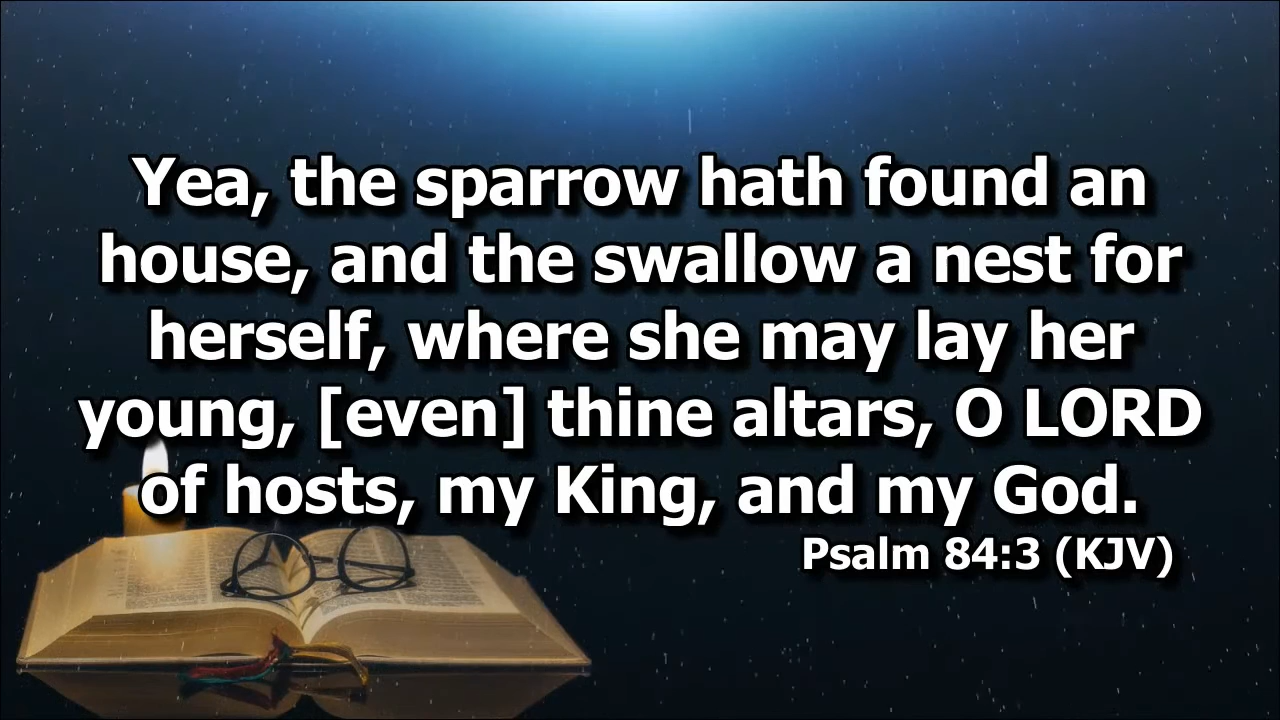 Yea, the sparrow hath found an
house, and the swallow a nest for
herself, where she may lay her
young, [even] thine altars, O LORD
of hosts, my King, and my God.
Psalm 84:3 (KJV)